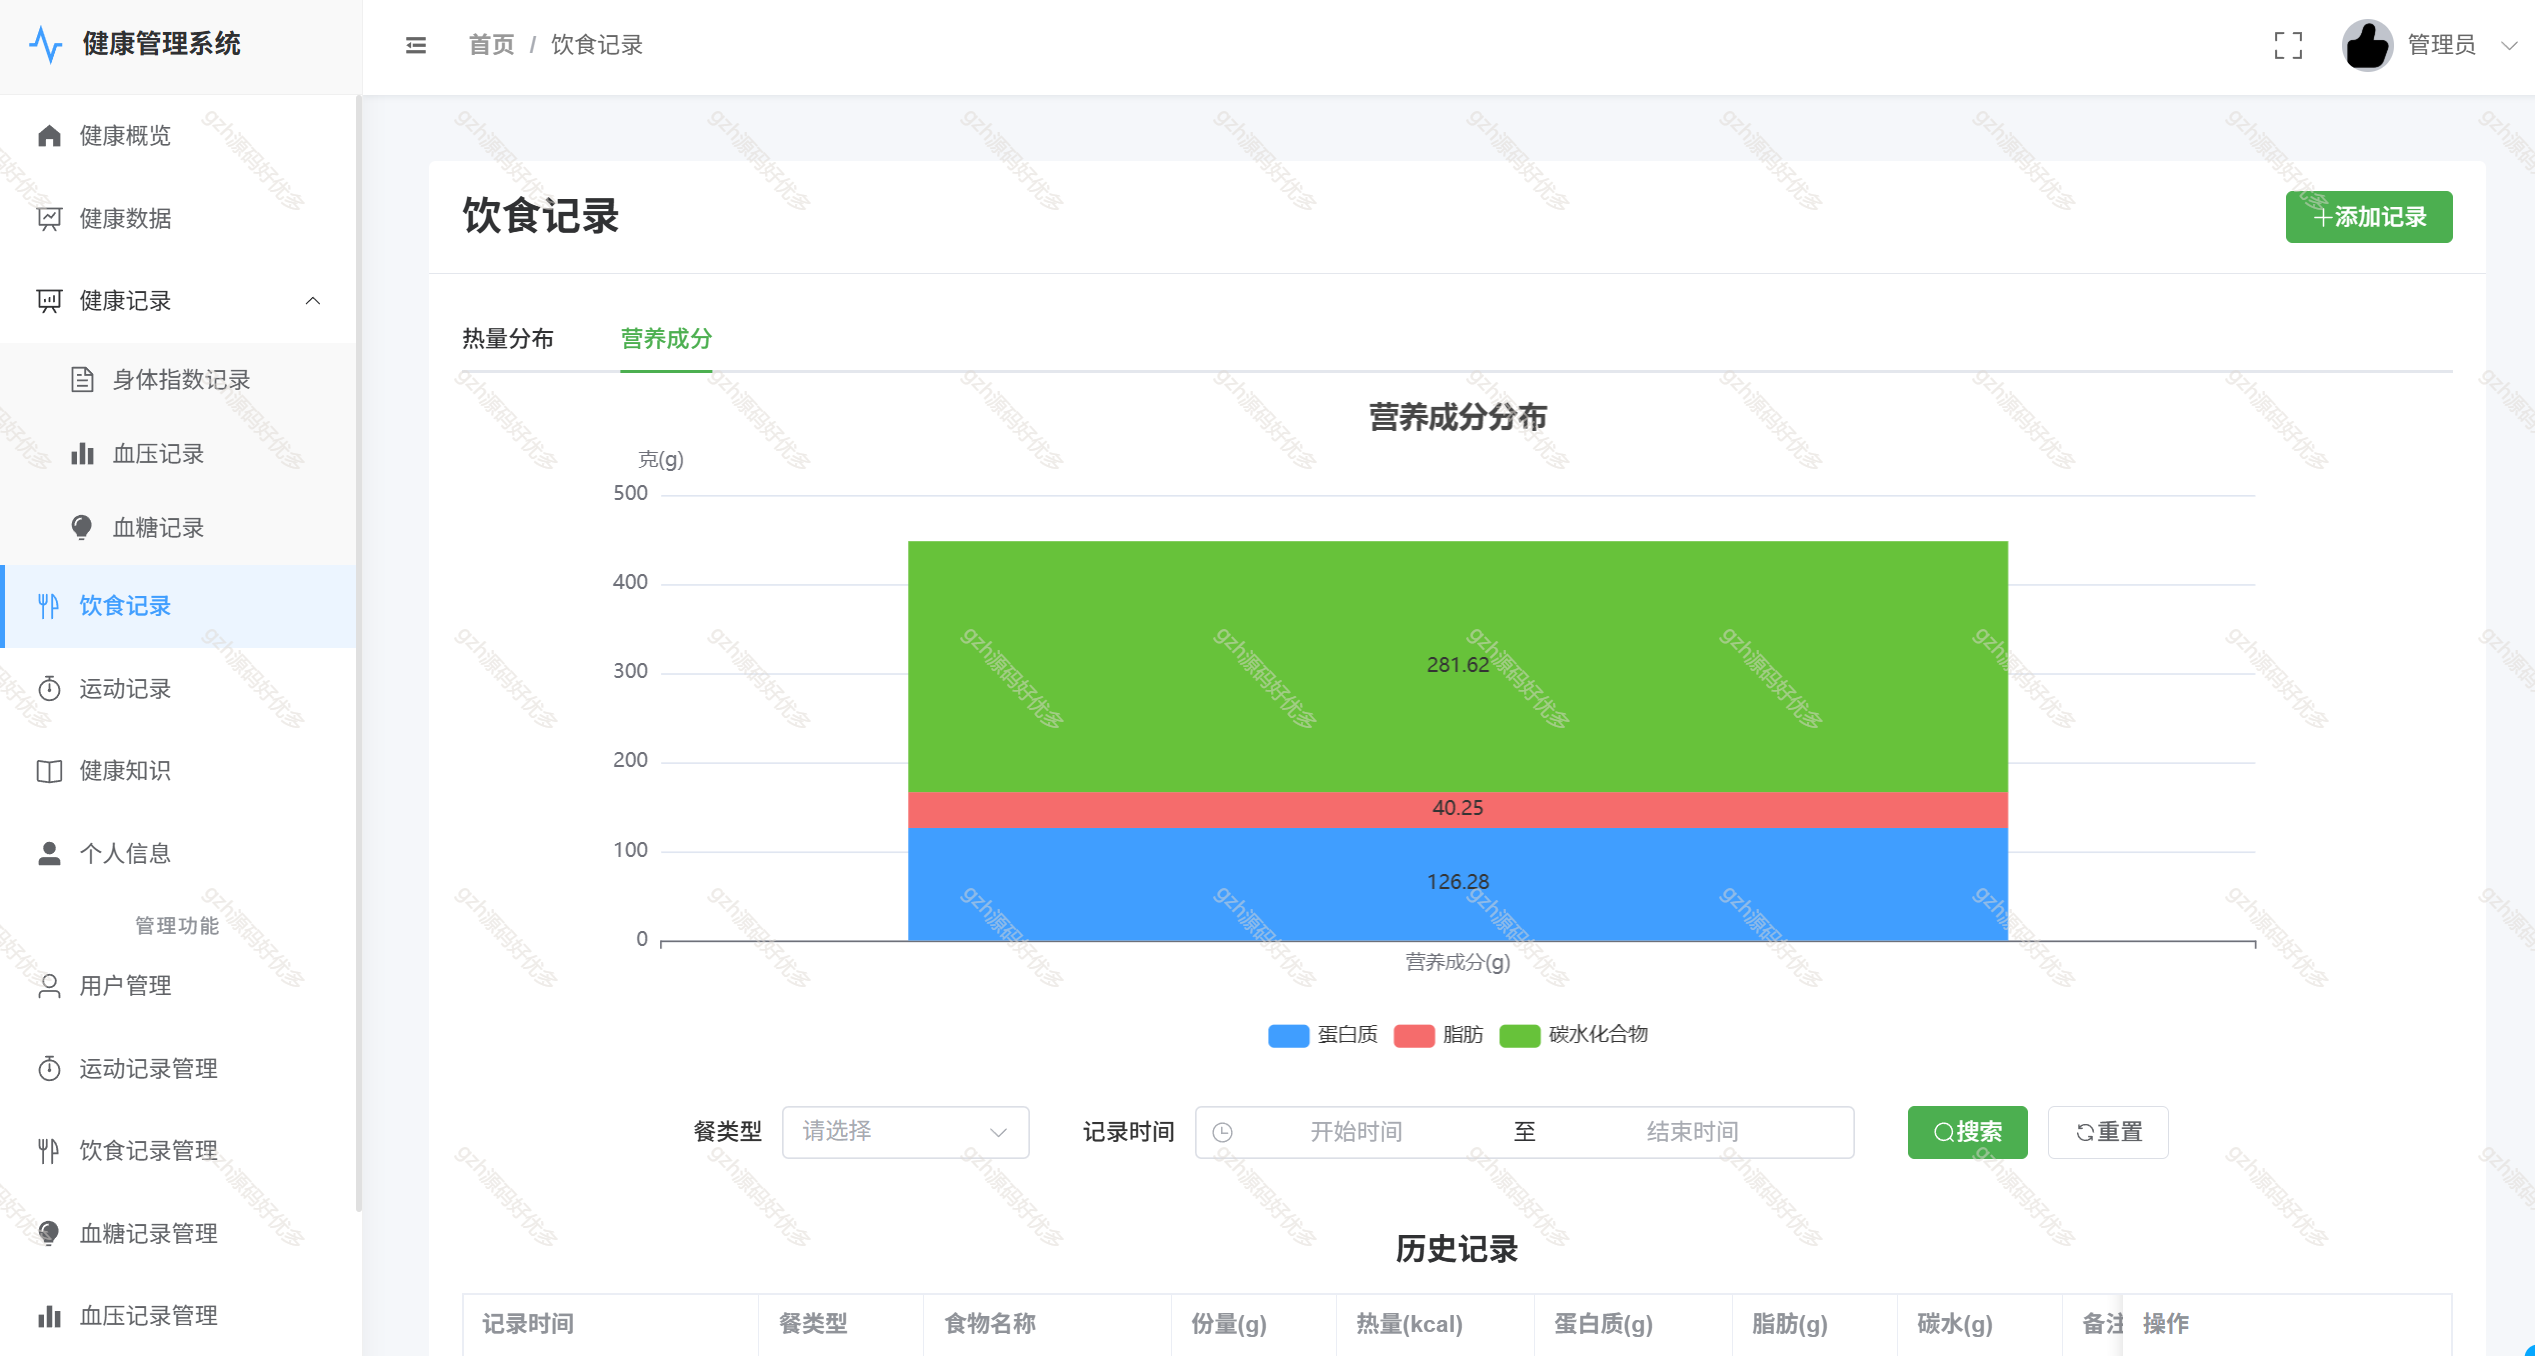 健康管理系统
首页 / 饮食记录
管理员
健康概览
健康数据
健康记录
身体指数记录
血压记录
血糖记录
饮食记录
运动记录
健康知识
个人信息
管理功能
用户管理
运动记录管理
饮食记录管理
血糖记录管理
血压记录管理
饮食记录
+添加记录
热量分布 营养成分
营养成分分布
克(g)
500
400
300
200
100
0
281.62
40.25
126.28
营养成分(g)
蛋白质 脂肪 碳水化合物
餐类型 请选择 记录时间 开始时间 至 结束时间 搜索 重置
历史记录
记录时间 餐类型 食物名称 份量(g) 热量(kcal) 蛋白质(g) 脂肪(g) 碳水(g) 备注 操作
gzh源码好优多